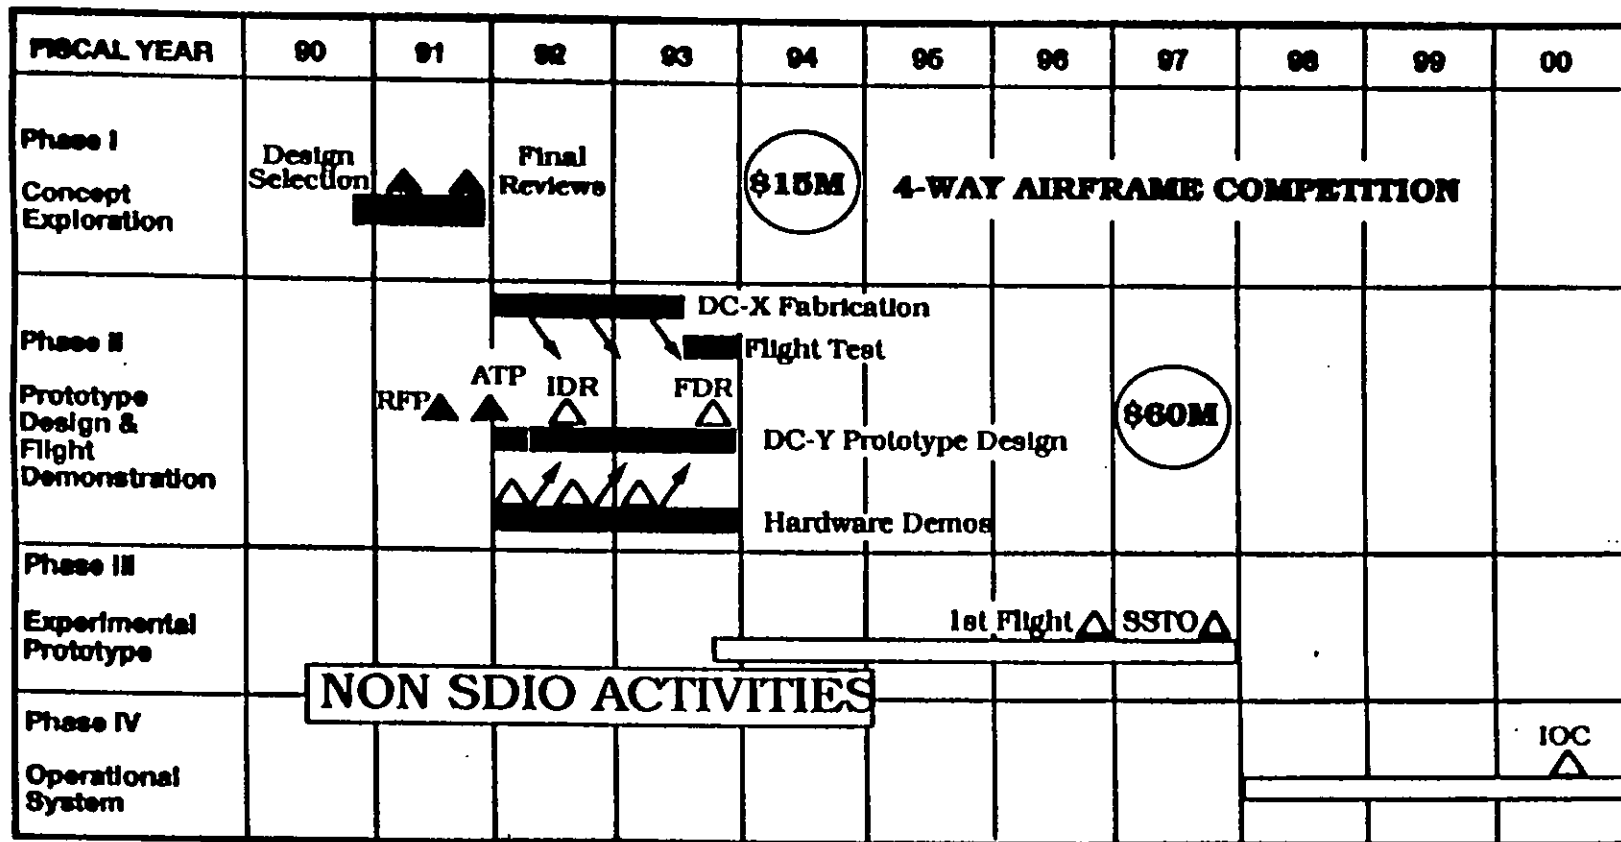 FISCAL YEAR 90 91 92 93 94 95 96 97 98 99 00
Phase I
Concept
Exploration
Design
Selection
Final
Reviews
$15M
4-WAY AIRFRAME COMPETITION
Phase II
Prototype
Design &
Flight
Demonstration
DC-X Fabrication
Flight Test
RFP
ATP
IDR
FDR
DC-Y Prototype Design
$60M
Hardware Demos
Phase III
Experimental
Prototype
1st Flight
SSTO
NON SDIO ACTIVITIES
Phase IV
Operational
System
IOC